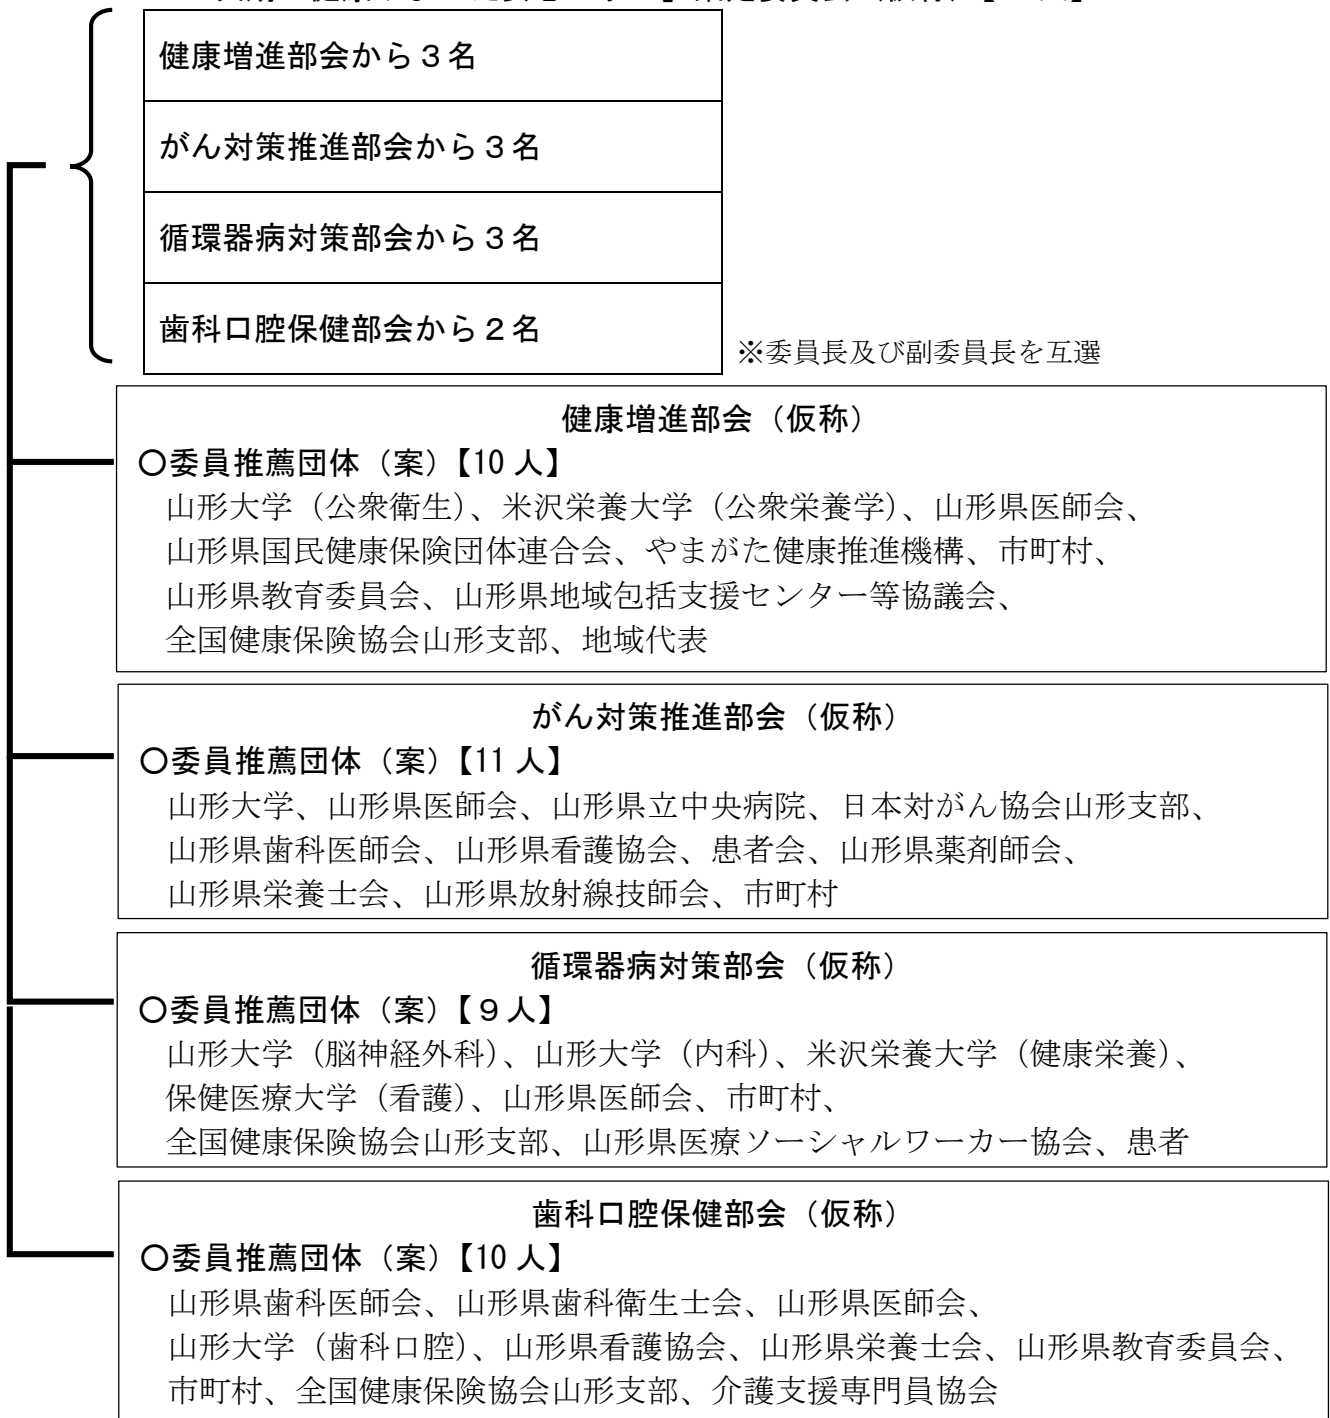 健康増進部会から３名
がん対策推進部会から３名
循環器病対策部会から３名
歯科口腔保健部会から２名
※委員長及び副委員長を互選
健康増進部会（仮称）
〇委員推薦団体（案）【10 人】
山形大学（公衆衛生）、米沢栄養大学（公衆栄養学）、山形県医師会、
山形県国民健康保険団体連合会、やまがた健康推進機構、市町村、
山形県教育委員会、山形県地域包括支援センター等協議会、
全国健康保険協会山形支部、地域代表
がん対策推進部会（仮称）
〇委員推薦団体（案）【11 人】
山形大学、山形県医師会、山形県立中央病院、日本対がん協会山形支部、
山形県歯科医師会、山形県看護協会、患者会、山形県薬剤師会、
山形県栄養士会、山形県放射線技師会、市町村
循環器病対策部会（仮称）
〇委員推薦団体（案）【９人】
山形大学（脳神経外科）、山形大学（内科）、米沢栄養大学（健康栄養）、
保健医療大学（看護）、山形県医師会、市町村、
全国健康保険協会山形支部、山形県医療ソーシャルワーカー協会、患者
歯科口腔保健部会（仮称）
〇委員推薦団体（案）【10 人】
山形県歯科医師会、山形県歯科衛生士会、山形県医師会、
山形大学（歯科口腔）、山形県看護協会、山形県栄養士会、山形県教育委員会、
市町村、全国健康保険協会山形支部、介護支援専門員協会